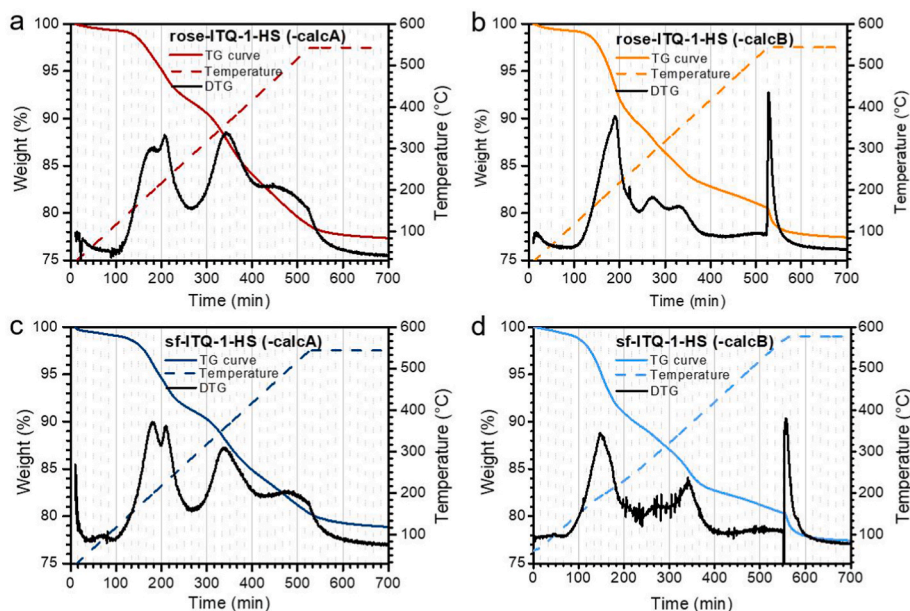 a
rose-ITQ-1-HS (-calcA)
TG curve
Temperature
DTG
Weight (%)
100
95
90
85
80
75
Temperature (°C)
600
500
400
300
200
100
0 100 200 300 400 500 600 700
Time (min)
b
rose-ITQ-1-HS (-calcB)
TG curve
Temperature
DTG
Weight (%)
100
95
90
85
80
75
Temperature (°C)
600
500
400
300
200
100
0 100 200 300 400 500 600 700
Time (min)
c
sf-ITQ-1-HS (-calcA)
TG curve
Temperature
DTG
Weight (%)
100
95
90
85
80
75
Temperature (°C)
600
500
400
300
200
100
0 100 200 300 400 500 600 700
Time (min)
d
sf-ITQ-1-HS (-calcB)
TG curve
Temperature
DTG
Weight (%)
100
95
90
85
80
75
Temperature (°C)
600
500
400
300
200
100
0 100 200 300 400 500 600 700
Time (min)